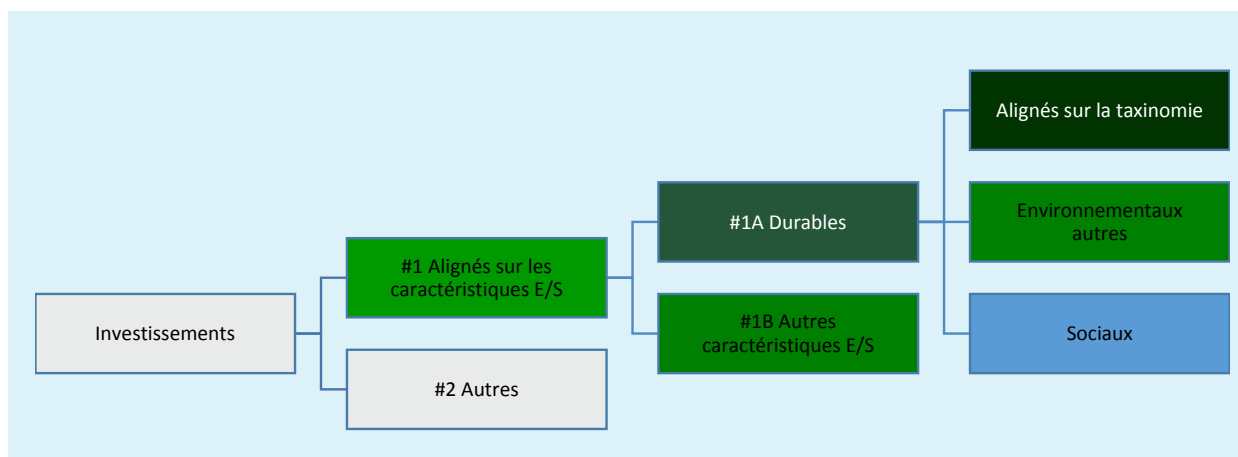 Investissements
#1 Alignés sur les
caractéristiques E/S
#2 Autres
#1A Durables
#1B Autres
caractéristiques E/S
Alignés sur la taxinomie
Environnementaux
autres
Sociaux